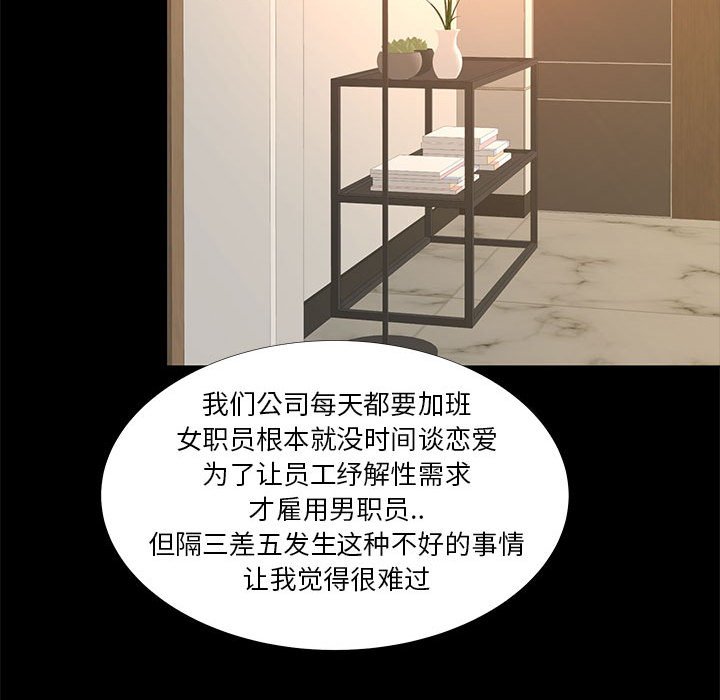 我们公司每天都要加班
女职员根本就没时间谈恋爱
为了让员工纾解性需求
才雇用男职员..
但隔三差五发生这种不好的事情
让我觉得很难过